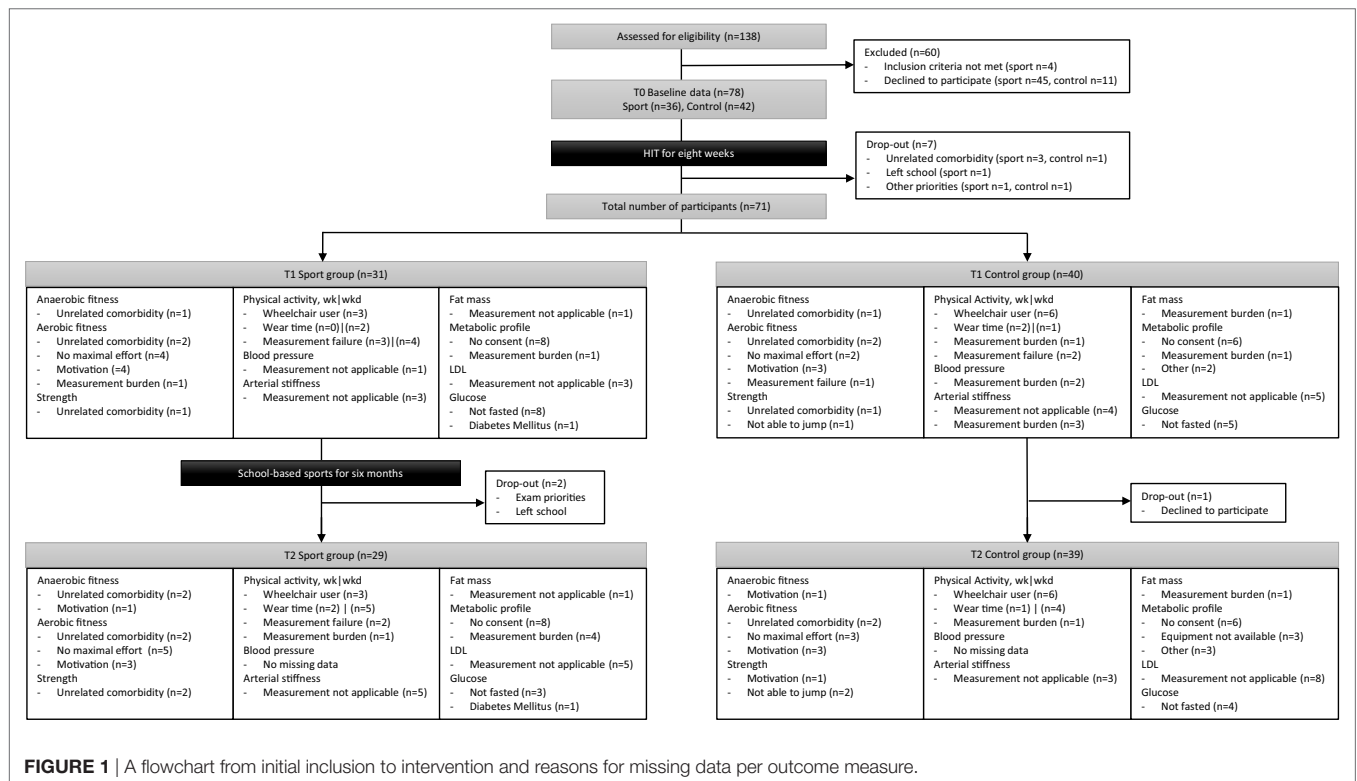 Assessed for eligibility (n=138)
Excluded (n=60)
- Inclusion criteria not met (sport n=4)
- Declined to participate (sport n=45, control n=11)
T0 Baseline data (n=78)
Sport (n=36), Control (n=42)
HIT for eight weeks
Drop-out (n=7)
- Unrelated comorbidity (sport n=3, control n=1)
- Left school (sport n=1)
- Other priorities (sport n=1, control n=1)
Total number of participants (n=71)
T1 Sport group (n=31)
Anaerobic fitness
- Unrelated comorbidity (n=1)
Aerobic fitness
- Unrelated comorbidity (n=2)
- No maximal effort (n=4)
- Motivation (=4)
- Measurement burden (n=1)
Strength
- Unrelated comorbidity (n=1)
Physical activity, wk|wkd
- Wheelchair user (n=3)
- Wear time (n=0)|(n=2)
- Measurement failure (n=3)|(n=4)
Blood pressure
- Measurement not applicable (n=1)
Arterial stiffness
- Measurement not applicable (n=3)
Fat mass
- Measurement not applicable (n=1)
Metabolic profile
- No consent (n=8)
- Measurement burden (n=1)
LDL
- Measurement not applicable (n=3)
Glucose
- Not fasted (n=8)
- Diabetes Mellitus (n=1)
T1 Control group (n=40)
Anaerobic fitness
- Unrelated comorbidity (n=1)
Aerobic fitness
- Unrelated comorbidity (n=2)
- No maximal effort (n=2)
- Motivation (n=3)
- Measurement failure (n=1)
Strength
- Unrelated comorbidity (n=1)
- Not able to jump (n=1)
Physical Activity, wk|wkd
- Wheelchair user (n=6)
- Wear time (n=2)|(n=1)
- Measurement burden (n=1)
- Measurement failure (n=2)
Blood pressure
- Measurement burden (n=2)
Arterial stiffness
- Measurement not applicable (n=4)
- Measurement burden (n=3)
Fat mass
- Measurement burden (n=1)
Metabolic profile
- No consent (n=6)
- Measurement burden (n=1)
- Other (n=2)
LDL
- Measurement not applicable (n=5)
Glucose
- Not fasted (n=5)
School-based sports for six months
Drop-out (n=2)
- Exam priorities
- Left school
Drop-out (n=1)
- Declined to participate
T2 Sport group (n=29)
Anaerobic fitness
- Unrelated comorbidity (n=2)
- Motivation (n=1)
Aerobic fitness
- Unrelated comorbidity (n=2)
- No maximal effort (n=5)
- Motivation (n=3)
Strength
- Unrelated comorbidity (n=2)
Physical Activity, wk|wkd
- Wheelchair user (n=3)
- Wear time (n=2) | (n=5)
- Measurement failure (n=2)
- Measurement burden (n=1)
Blood pressure
- No missing data
Arterial stiffness
- Measurement not applicable (n=5)
Fat mass
- Measurement not applicable (n=1)
Metabolic profile
- No consent (n=8)
- Measurement burden (n=4)
LDL
- Measurement not applicable (n=5)
Glucose
- Not fasted (n=3)
- Diabetes Mellitus (n=1)
T2 Control group (n=39)
Anaerobic fitness
- Motivation (n=1)
Aerobic fitness
- Unrelated comorbidity (n=2)
- No maximal effort (n=3)
- Motivation (n=3)
Strength
- Motivation (n=1)
- Not able to jump (n=2)
Physical Activity, wk|wkd
- Wheelchair user (n=6)
- Wear time (n=1) | (n=4)
- Measurement burden (n=1)
Blood pressure
- No missing data
Arterial stiffness
- Measurement not applicable (n=3)
Fat mass
- Measurement burden (n=1)
Metabolic profile
- No consent (n=6)
- Equipment not available (n=3)
- Other (n=3)
LDL
- Measurement not applicable (n=8)
Glucose
- Not fasted (n=4)
FIGURE 1 | A flowchart from initial inclusion to intervention and reasons for missing data per outcome measure.